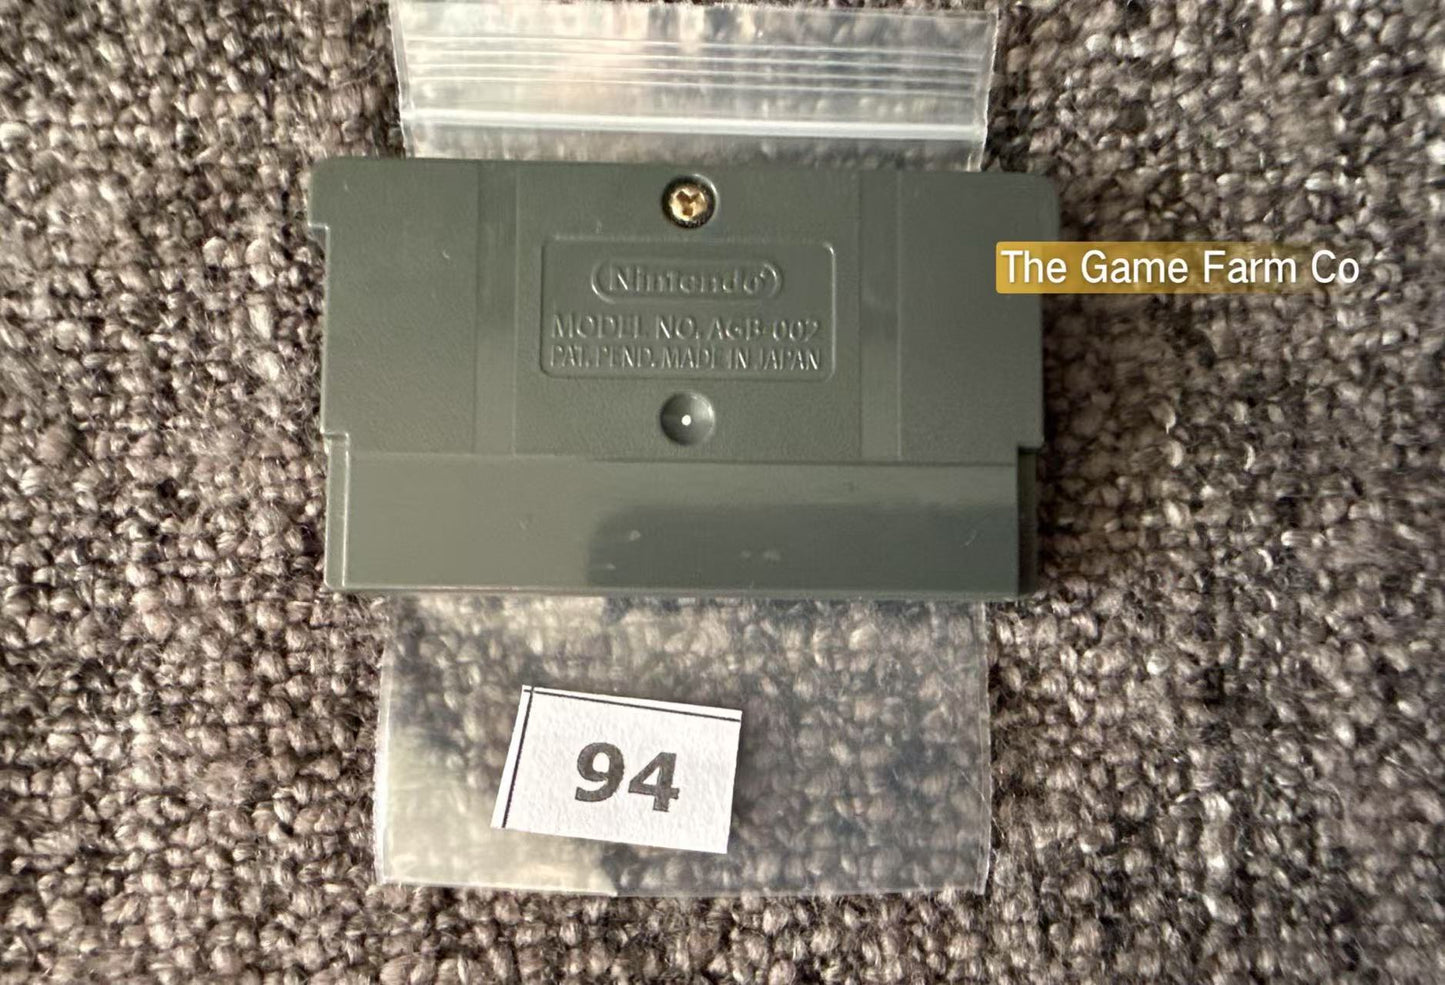 Nintendo
MODEL NO. AGB-002
PAT. PEND. MADE IN JAPAN
The Game Farm Co
94